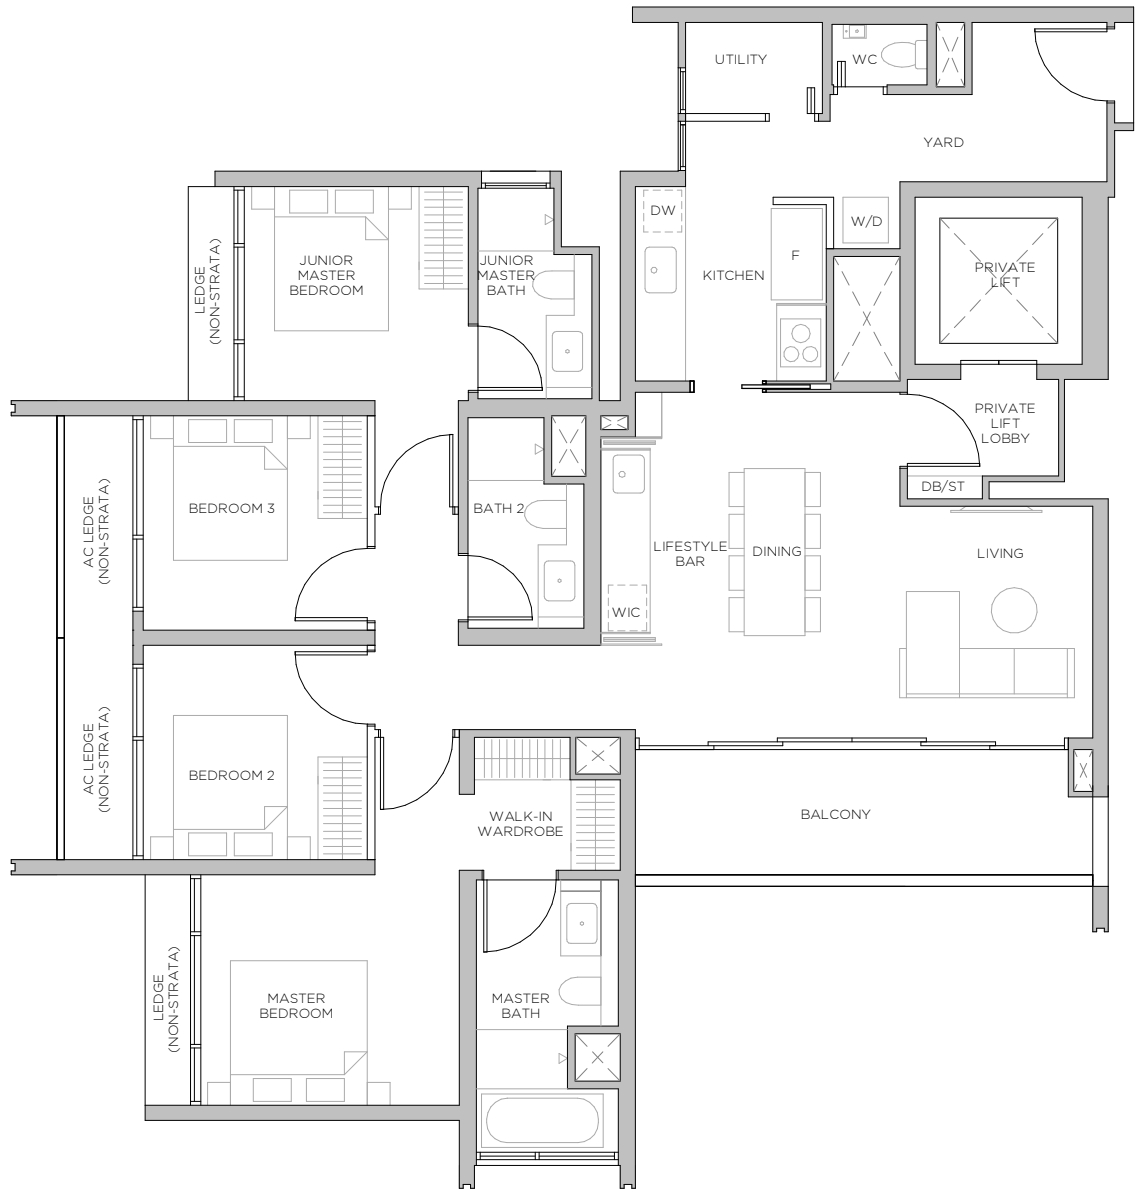 UTILITY
WC
YARD
DW
W/D
F
KITCHEN
PRIVATE
LIFT
JUNIOR
MASTER
BEDROOM
JUNIOR
MASTER
BATH
LEDGE
(NON-STRATA)
PRIVATE
LIFT
LOBBY
DB/ST
AC LEDGE
(NON-STRATA)
BEDROOM 3
BATH 2
LIFESTYLE
BAR
DINING
LIVING
WIC
AC LEDGE
(NON-STRATA)
BEDROOM 2
WALK-IN
WARDROBE
BALCONY
LEDGE
(NON-STRATA)
MASTER
BEDROOM
MASTER
BATH